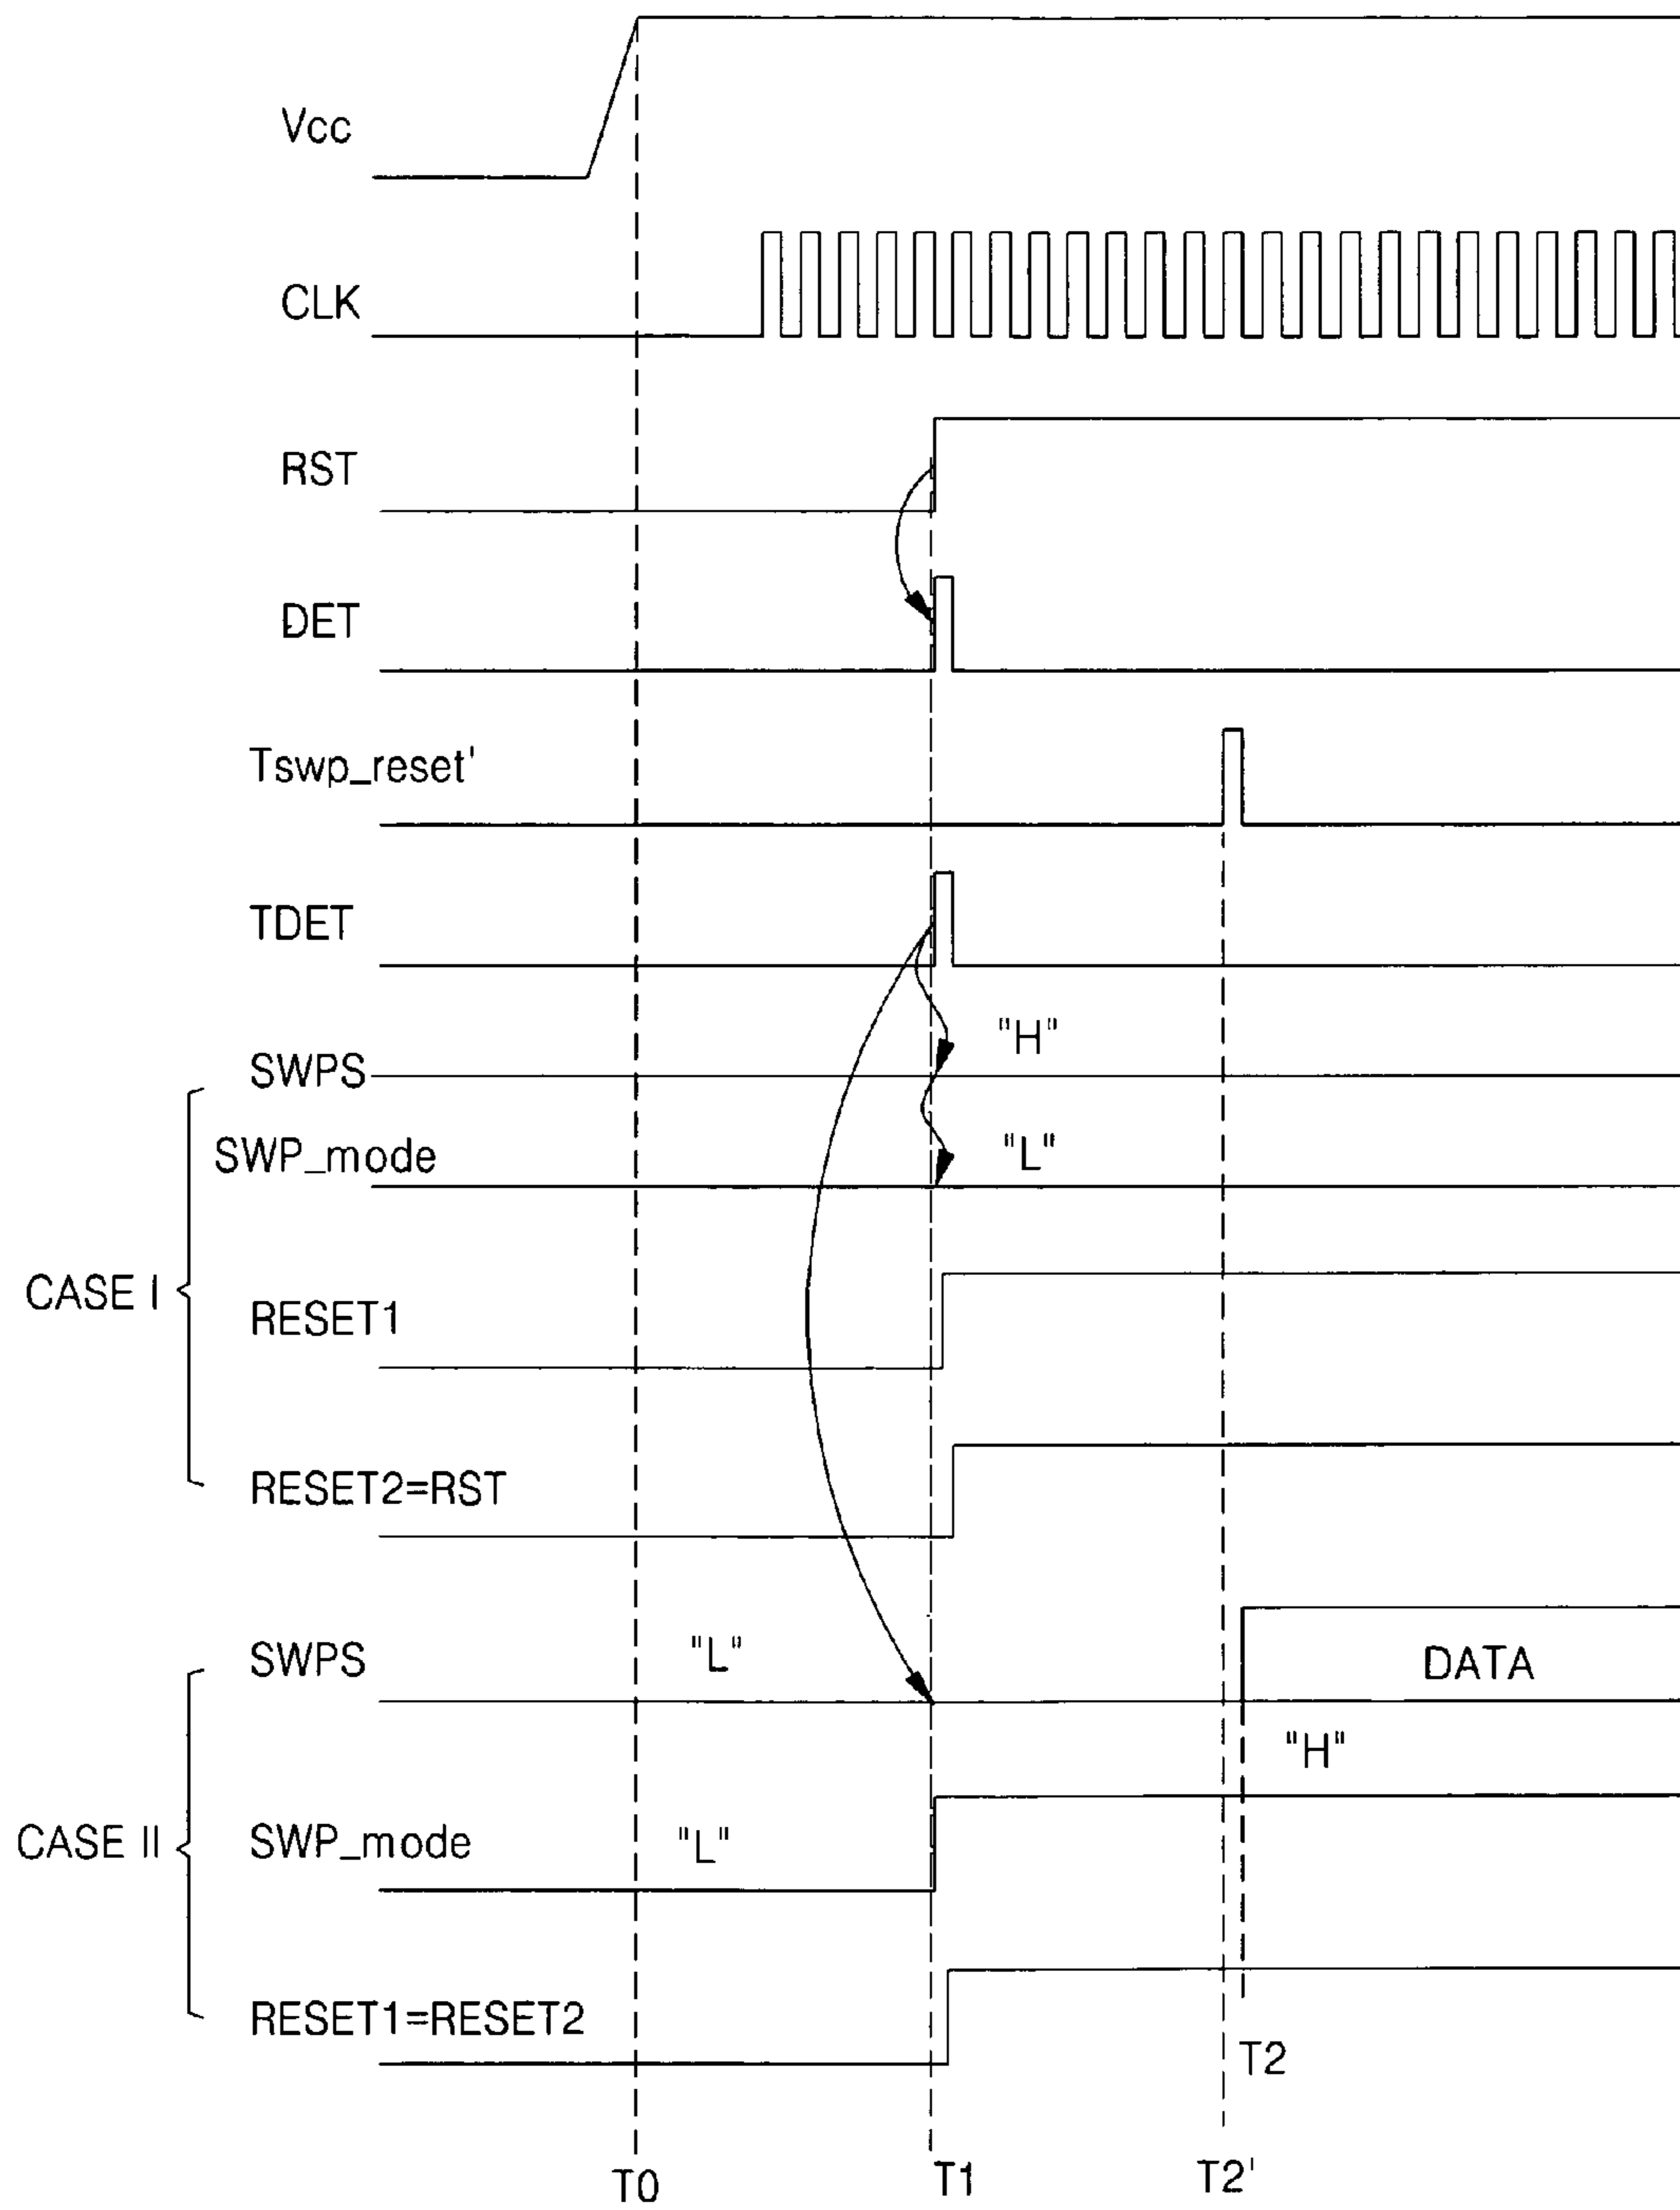 Vcc
CLK
RST
DET
Tswp_reset'
TDET
"H"
SWPS
"L"
SWP_mode
CASE I
RESET1
RESET2=RST
SWPS
"L"
DATA
"H"
CASE II
SWP_mode
"L"
RESET1=RESET2
T2
T0
T1
T2'